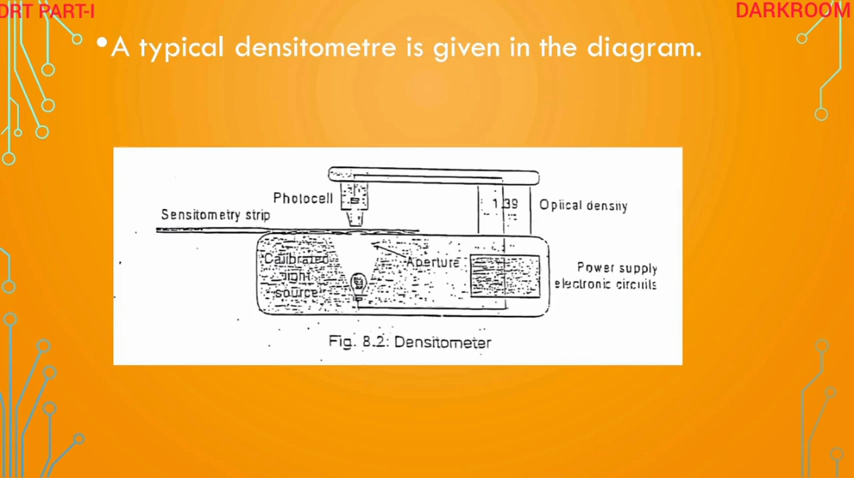 DRT PART-I
DARKROOM
•A typical densitometre is given in the diagram.
Photocell
Sensitometry strip
1.39
Optical density
Calibrated
light
source
Aperture
Power supply
electronic circuits
Fig. 8.2: Densitometer